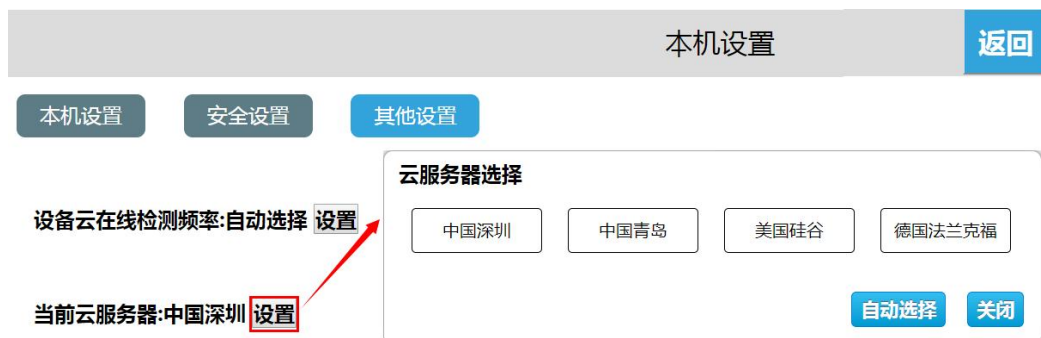 本机设置
返回
本机设置
安全设置
其他设置
云服务器选择
设备云在线检测频率:自动选择 设置
中国深圳
中国青岛
美国硅谷
德国法兰克福
当前云服务器:中国深圳 设置
自动选择
关闭